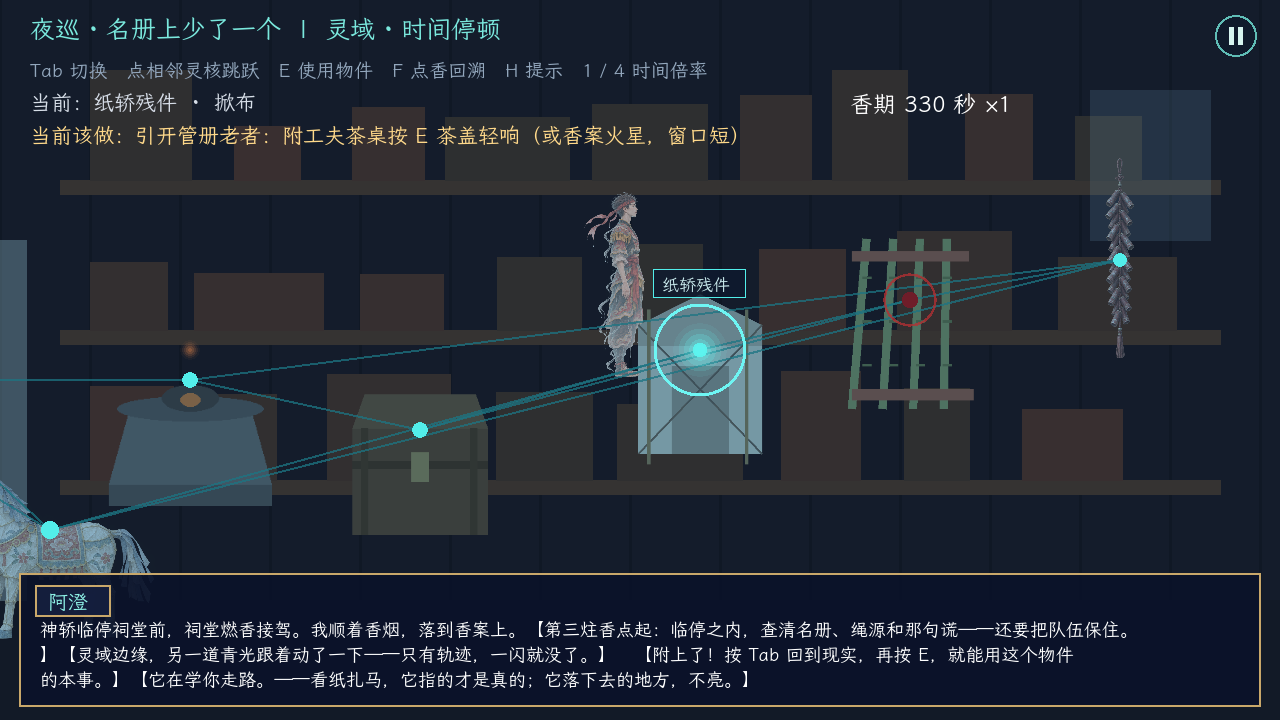 夜巡・名册上少了一个 | 灵域・时间停顿
Tab 切换 点相邻灵核跳跃 E 使用物件 F 点香回溯 H 提示 1 / 4 时间倍率
当前：纸轿残件 · 掀布
香期 330 秒 ×1
当前该做：引开管册老者：附工夫茶桌按 E 茶盖轻响（或香案火星，窗口短）
纸轿残件
阿澄
神轿临停祠堂前，祠堂燃香接驾。我顺着香烟，落到香案上。【第三炷香点起：临停之内，查清名册、绳源和那句谎——还要把队伍保住。
】【灵域边缘，另一道青光跟着动了一下——只有轨迹，一闪就没了。】 【附上了！按 Tab 回到现实，再按 E，就能用这个物件
的本事。】【它在学你走路。——看纸扎马，它指的才是真的；它落下去的地方，不亮。】